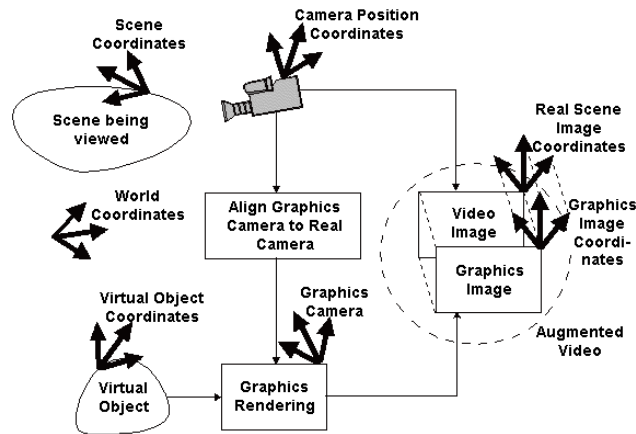 Scene
Coordinates
Camera Position
Coordinates
Scene being
viewed
Real Scene
Image
Coordinates
World
Coordinates
Align Graphics
Camera to Real
Camera
Video
Image
Graphics
Image
Coordi-
nates
Graphics
Image
Virtual Object
Coordinates
Graphics
Camera
Augmented
Video
Virtual
Object
Graphics
Rendering